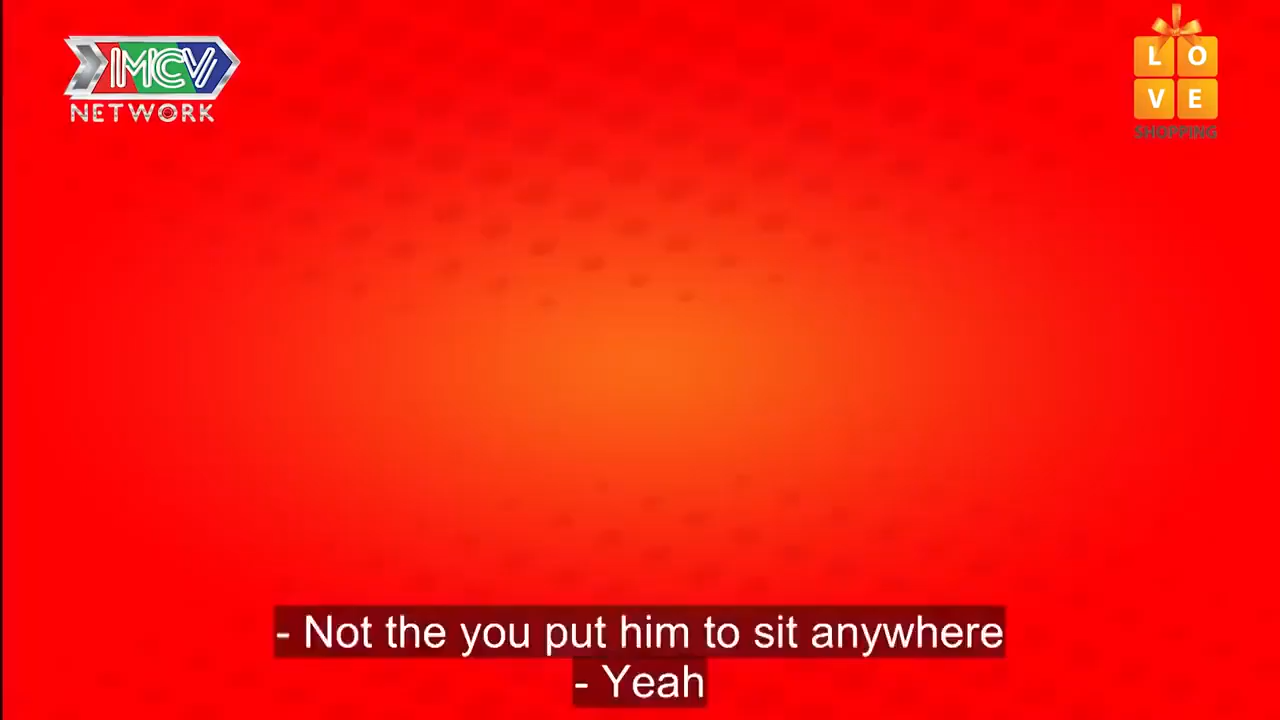 MCV
NETWORK
L O
V E
SHOPPING
- Not the you put him to sit anywhere
- Yeah